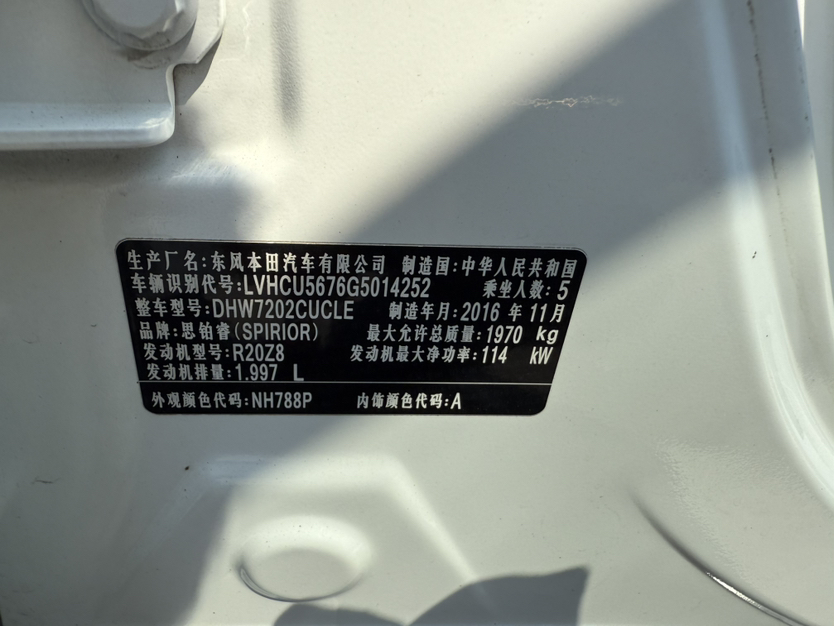 生产厂名:东风本田汽车有限公司 制造国:中华人民共和国
车辆识别代号:LVHCU5676G5014252 乘坐人数:5
整车型号:DHW7202CUCLE 制造年月:2016 年 11月
品牌:思铂睿(SPIRIOR) 最大允许总质量:1970 kg
发动机型号:R20Z8 发动机最大净功率:114 kW
发动机排量:1.997 L
外观颜色代码:NH788P 内饰颜色代码:A